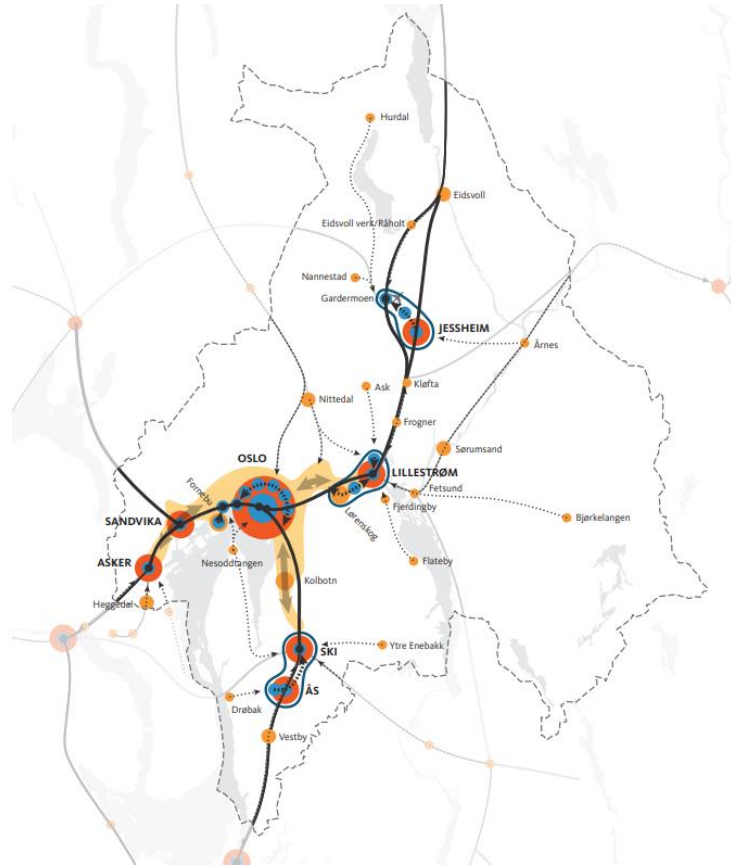 Hurdal
Eidsvoll
Eidsvoll verk/Råholt
Nannestad
Gardermoen
JESSHEIM
Årnes
Ask
Kløfta
Nittedal
Frogner
OSLO
Sørumsand
LILLESTRØM
Fornebu
Fetsund
Lørenskog
Fjerdingby
SANDVIKA
Bjørkelangen
ASKER
Nesoddtangen
Flateby
Kolbotn
Heggedal
SKI
Ytre Enebakk
ÅS
Drøbak
Vestby